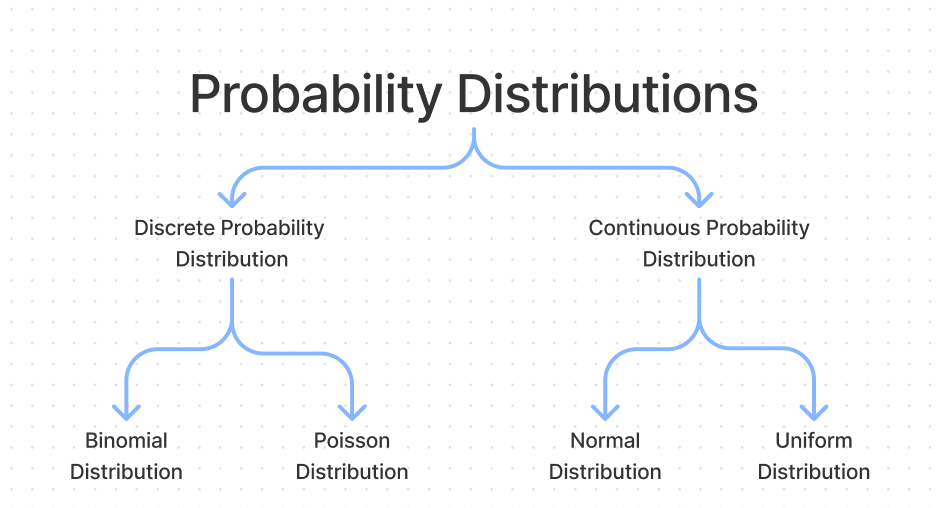 Probability Distributions
Discrete Probability
Distribution
Continuous Probability
Distribution
Binomial
Distribution
Poisson
Distribution
Normal
Distribution
Uniform
Distribution